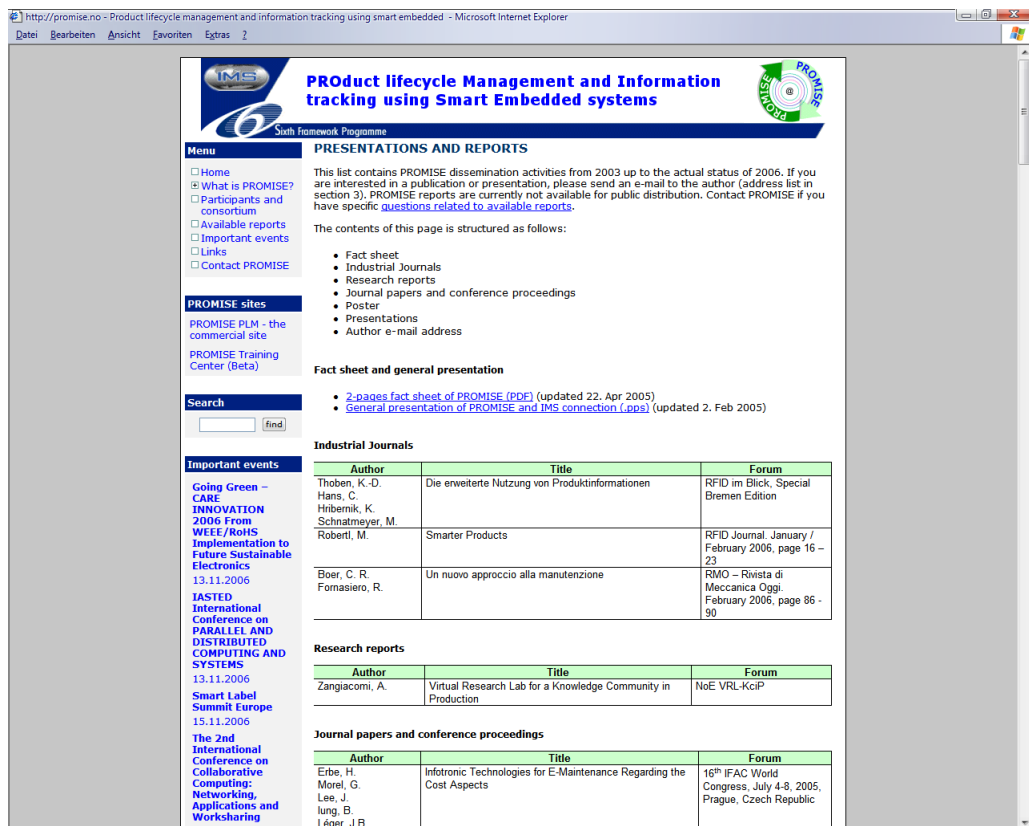 http://promise.no - Product lifecycle management and information tracking using smart embedded - Microsoft Internet Explorer
Datei Bearbeiten Ansicht Favoriten Extras ?
IMS
6
Sixth Framework Programme
PROduct lifecycle Management and Information
tracking using Smart Embedded systems
PROMISE
PROMISE
@
Menu
Home
What is PROMISE?
Participants and
consortium
Available reports
Important events
Links
Contact PROMISE
PROMISE sites
PROMISE PLM - the
commercial site
PROMISE Training
Center (Beta)
Search
find
Important events
Going Green –
CARE
INNOVATION
2006 From
WEEE/RoHS
Implementation to
Future Sustainable
Electronics
13.11.2006
IASTED
International
Conference on
PARALLEL AND
DISTRIBUTED
COMPUTING AND
SYSTEMS
13.11.2006
Smart Label
Summit Europe
15.11.2006
The 2nd
International
Conference on
Collaborative
Computing:
Networking,
Applications and
Worksharing
PRESENTATIONS AND REPORTS
This list contains PROMISE dissemination activities from 2003 up to the actual status of 2006. If you
are interested in a publication or presentation, please send an e-mail to the author (address list in
section 3). PROMISE reports are currently not available for public distribution. Contact PROMISE if you
have specific questions related to available reports.
The contents of this page is structured as follows:
• Fact sheet
• Industrial Journals
• Research reports
• Journal papers and conference proceedings
• Poster
• Presentations
• Author e-mail address
Fact sheet and general presentation
• 2-pages fact sheet of PROMISE (PDF) (updated 22. Apr 2005)
• General presentation of PROMISE and IMS connection (.pps) (updated 2. Feb 2005)
Industrial Journals
Author Title Forum
Thoben, K.-D. Die erweiterte Nutzung von Produktinformationen RFID im Blick, Special
Hans, C. Bremen Edition
Hribernik, K.
Schnatmeyer, M.
Robertl, M. Smarter Products RFID Journal. January /
February 2006, page 16 –
23
Boer, C. R. Un nuovo approccio alla manutenzione RMO – Rivista di
Fornasiero, R. Meccanica Oggi.
February 2006, page 86 -
90
Research reports
Author Title Forum
Zangiacomi, A. Virtual Research Lab for a Knowledge Community in NoE VRL-KciP
Production
Journal papers and conference proceedings
Author Title Forum
Erbe, H. Infotronic Technologies for E-Maintenance Regarding the 16th IFAC World
Morel, G. Cost Aspects Congress, July 4-8, 2005,
Lee, J. Prague, Czech Republic
Iung, B.
Léger, J.B.